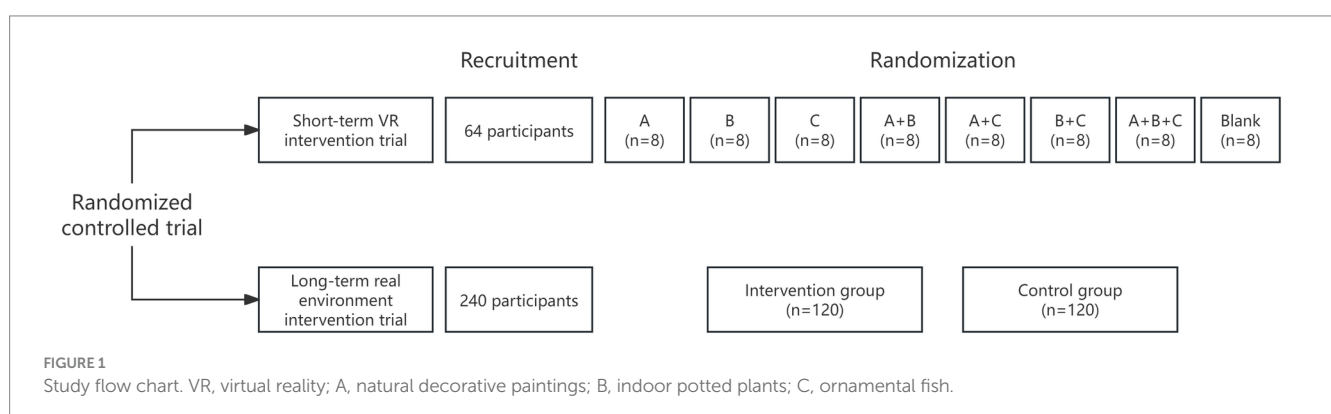 Recruitment
Randomization
Short-term VR
intervention trial
64 participants
A
(n=8)
B
(n=8)
C
(n=8)
A+B
(n=8)
A+C
(n=8)
B+C
(n=8)
A+B+C
(n=8)
Blank
(n=8)
Randomized
controlled trial
Long-term real
environment
intervention trial
240 participants
Intervention group
(n=120)
Control group
(n=120)
FIGURE 1
Study flow chart. VR, virtual reality; A, natural decorative paintings; B, indoor potted plants; C, ornamental fish.